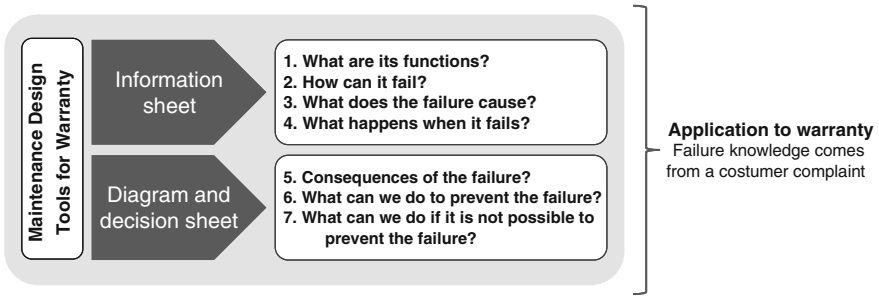 Maintenance Design
Tools for Warranty
Information
sheet
1. What are its functions?
2. How can it fail?
3. What does the failure cause?
4. What happens when it fails?
Diagram and
decision sheet
5. Consequences of the failure?
6. What can we do to prevent the failure?
7. What can we do if it is not possible to
prevent the failure?
Application to warranty
Failure knowledge comes
from a costumer complaint